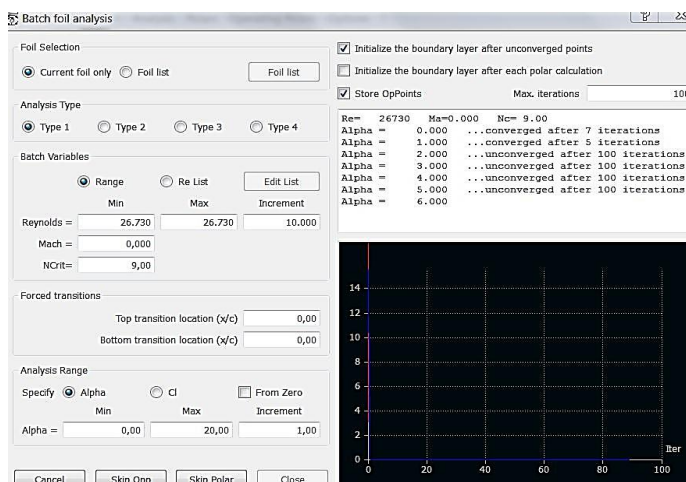 Batch foil analysis
Foil Selection
Current foil only Foil list Foil list
Analysis Type
Type 1 Type 2 Type 3 Type 4
Batch Variables
Range Re List Edit List
Min Max Increment
Reynolds = 26.730 26.730 10.000
Mach = 0,000
NCrit= 9,00
Forced transitions
Top transition location (x/c) 0,00
Bottom transition location (x/c) 0,00
Analysis Range
Specify Alpha Cl From Zero
Min Max Increment
Alpha = 0,00 20,00 1,00
Cancel Skip Opp Skip Polar Close
Initialize the boundary layer after unconverged points
Initialize the boundary layer after each polar calculation
Store OpPoints Max. iterations 100
Re= 26730 Ma=0.000 Nc= 9.00
Alpha = 0.000 ...converged after 7 iterations
Alpha = 1.000 ...converged after 5 iterations
Alpha = 2.000 ...unconverged after 100 iterations
Alpha = 3.000 ...unconverged after 100 iterations
Alpha = 4.000 ...unconverged after 100 iterations
Alpha = 5.000 ...unconverged after 100 iterations
Alpha = 6.000
14
12
10
8
6
4
2
Iter
0
0 20 40 60 80 100